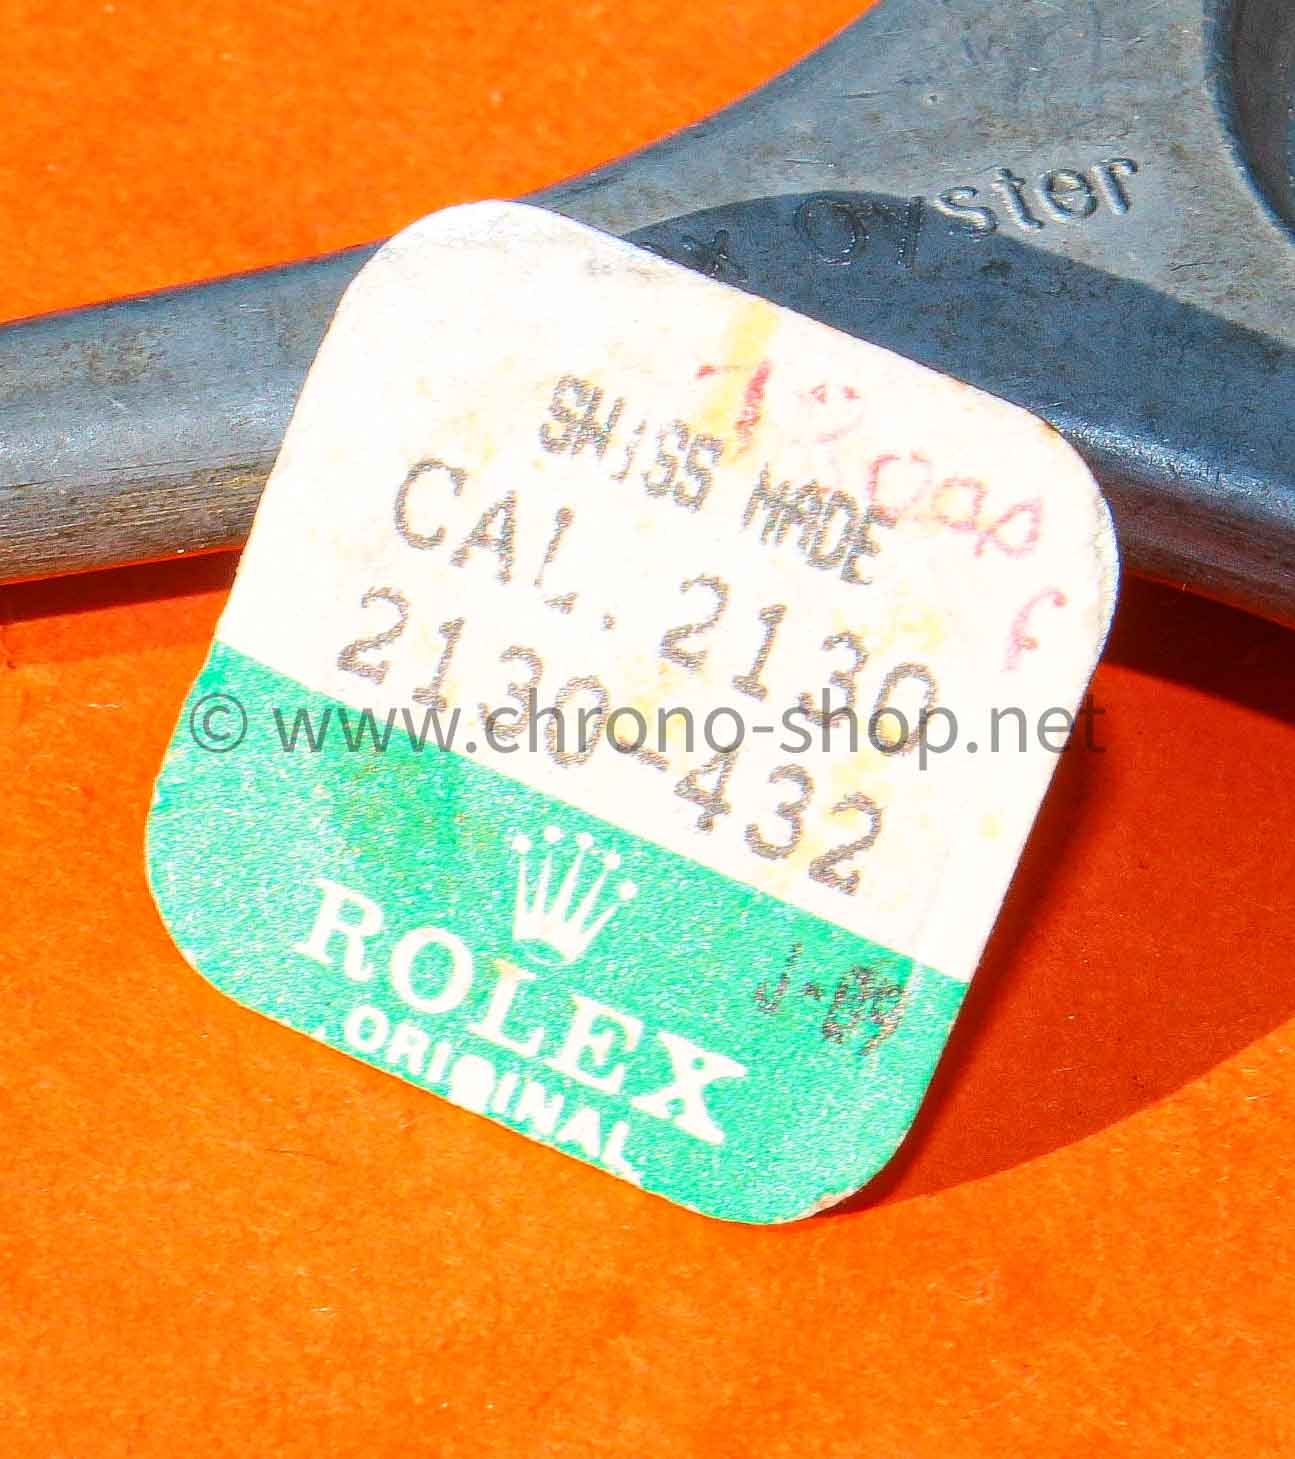 Oyster
SWISS MADE
CAL. 2130
2130-432
© www.chrono-shop.net
ROLEX
ORIGINAL